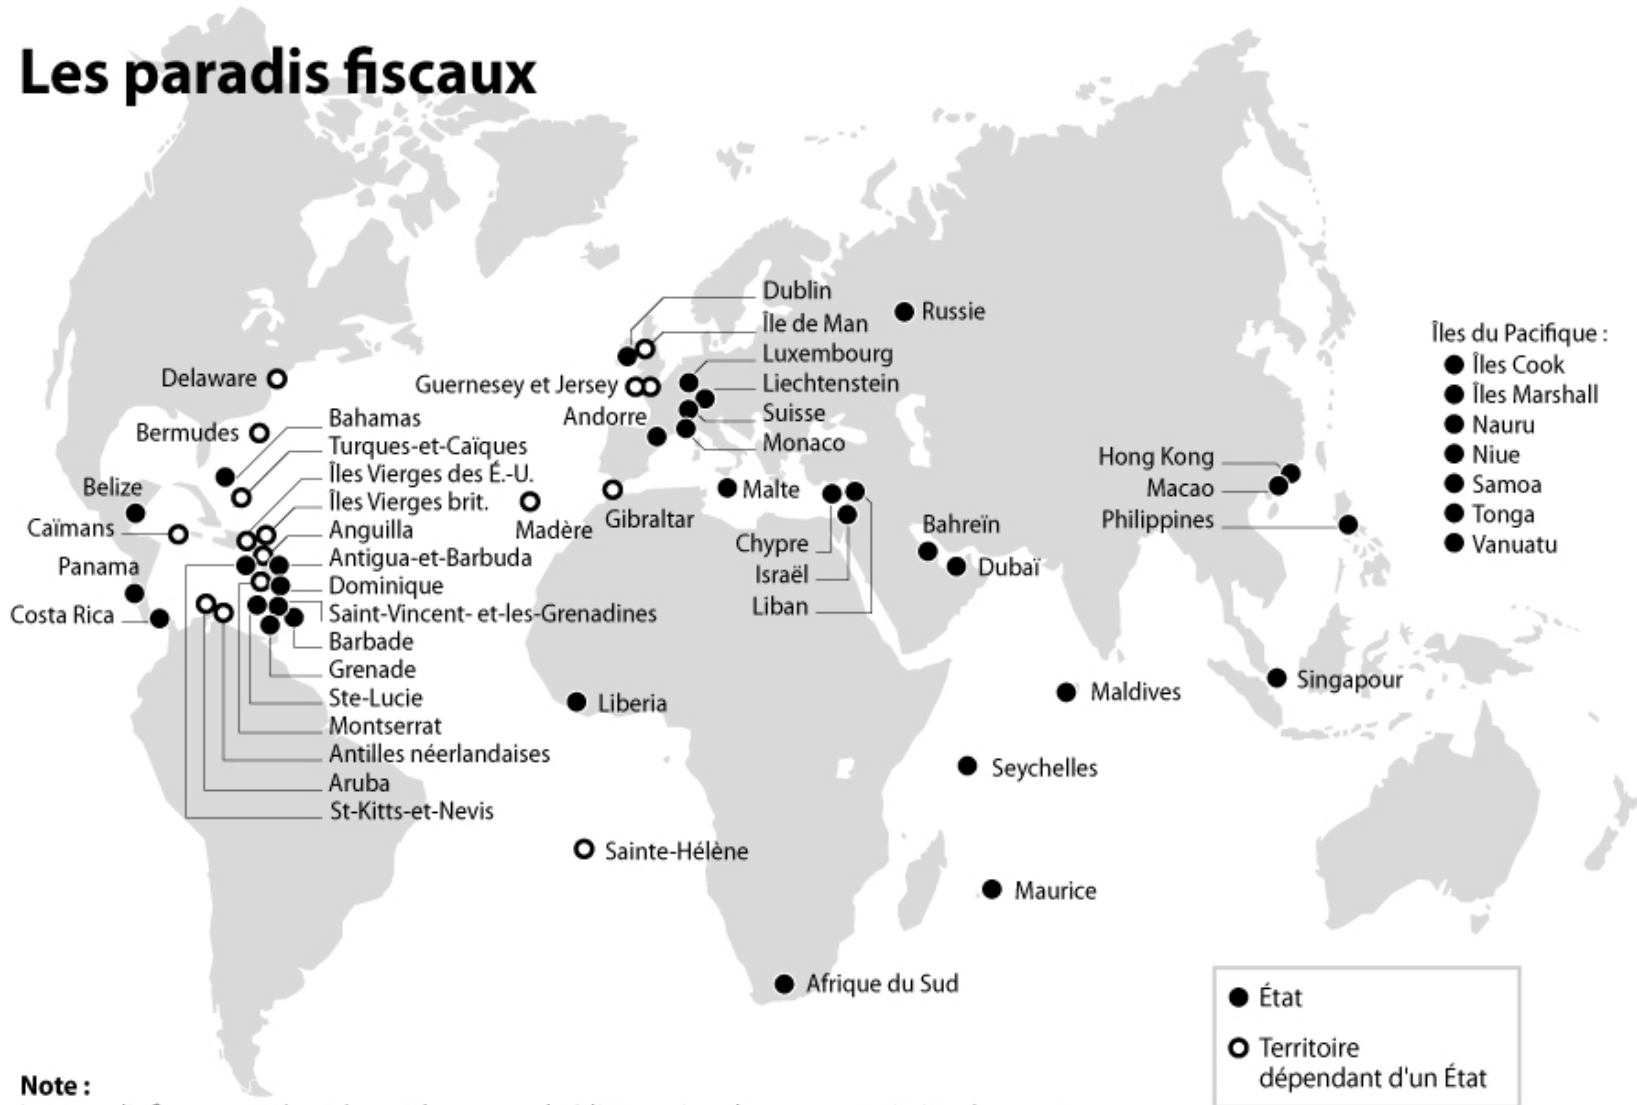 Les paradis fiscaux
Dublin
Île de Man
Luxembourg
Liechtenstein
Suisse
Monaco
Russie
Îles du Pacifique :
Îles Cook
Îles Marshall
Nauru
Niue
Samoa
Tonga
Vanuatu
Delaware
Guernesey et Jersey
Andorre
Bermudes
Bahamas
Turques-et-Caïques
Îles Vierges des É.-U.
Îles Vierges brit.
Anguilla
Antigua-et-Barbuda
Dominique
Saint-Vincent- et-les-Grenadines
Barbade
Grenade
Ste-Lucie
Montserrat
Antilles néerlandaises
Aruba
St-Kitts-et-Nevis
Belize
Caïmans
Panama
Costa Rica
Madère
Gibraltar
Malte
Chypre
Israël
Liban
Bahreïn
Dubaï
Hong Kong
Macao
Philippines
Liberia
Maldives
Singapour
Seychelles
Sainte-Hélène
Maurice
Afrique du Sud
État
Territoire
dépendant d'un État
Note :